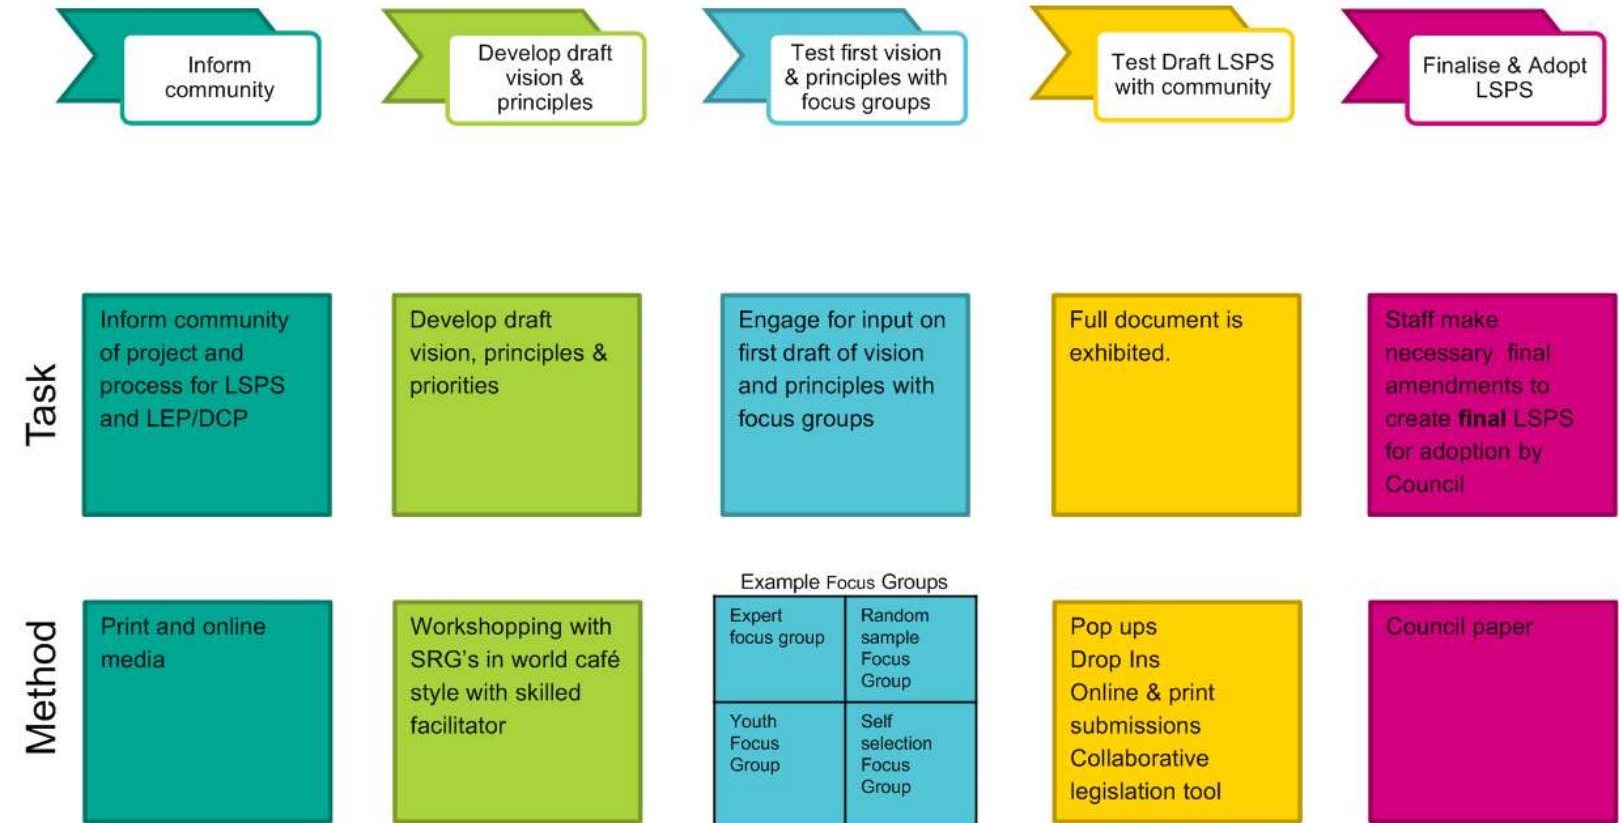 Inform
community
Develop draft
vision &
principles
Test first vision
& principles with
focus groups
Test Draft LSPS
with community
Finalise & Adopt
LSPS
Task
Inform community
of project and
process for LSPS
and LEP/DCP
Develop draft
vision, principles &
priorities
Engage for input on
first draft of vision
and principles with
focus groups
Full document is
exhibited.
Staff make
necessary final
amendments to
create final LSPS
for adoption by
Council
Method
Print and online
media
Workshopping with
SRG's in world café
style with skilled
facilitator
Example Focus Groups
Expert
focus group
Random
sample
Focus
Group
Youth
Focus
Group
Self
selection
Focus
Group
Pop ups
Drop Ins
Online & print
submissions
Collaborative
legislation tool
Council paper